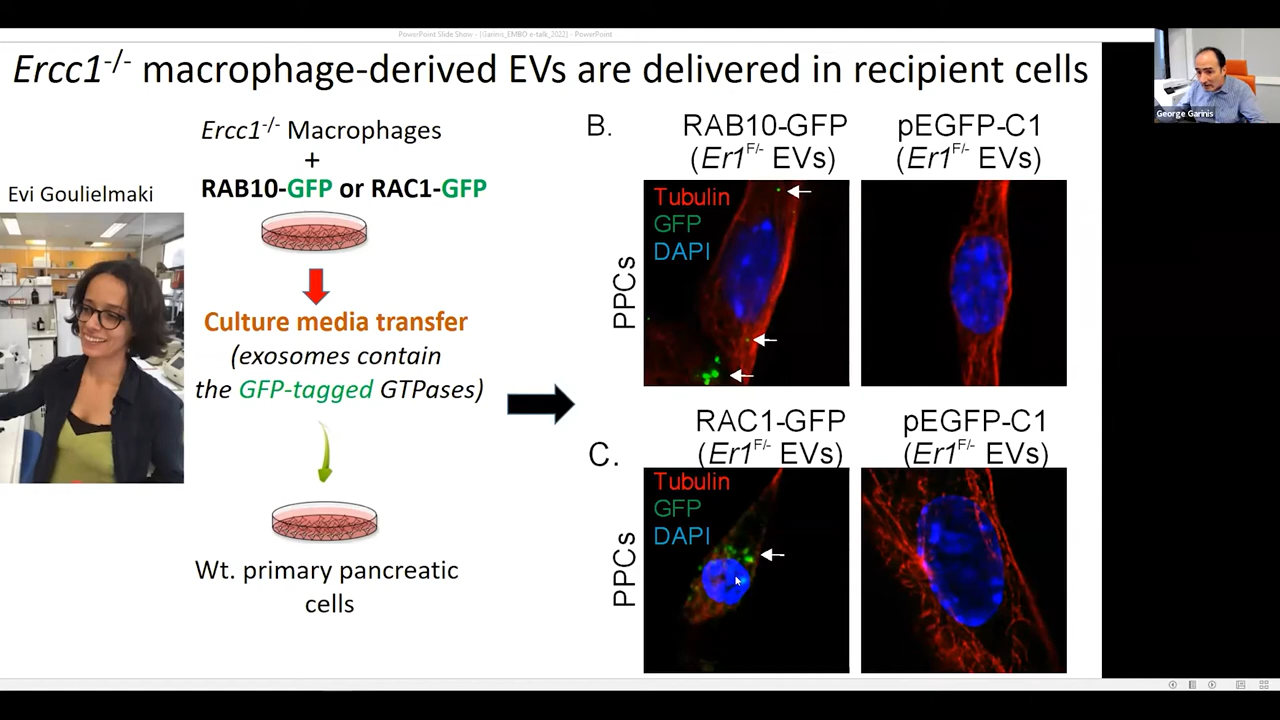 PowerPoint Slide Show - [Garinis_EMBO e-talk_2022] - PowerPoint
Ercc1-/- macrophage-derived EVs are delivered in recipient cells
George Garinis
Evi Goulielmaki
Ercc1-/- Macrophages
+
RAB10-GFP or RAC1-GFP
Culture media transfer
(exosomes contain
the GFP-tagged GTPases)
Wt. primary pancreatic
cells
B.
RAB10-GFP
(Er1F/- EVs)
pEGFP-C1
(Er1F/- EVs)
PPCs
Tubulin
GFP
DAPI
C.
RAC1-GFP
(Er1F/- EVs)
pEGFP-C1
(Er1F/- EVs)
PPCs
Tubulin
GFP
DAPI